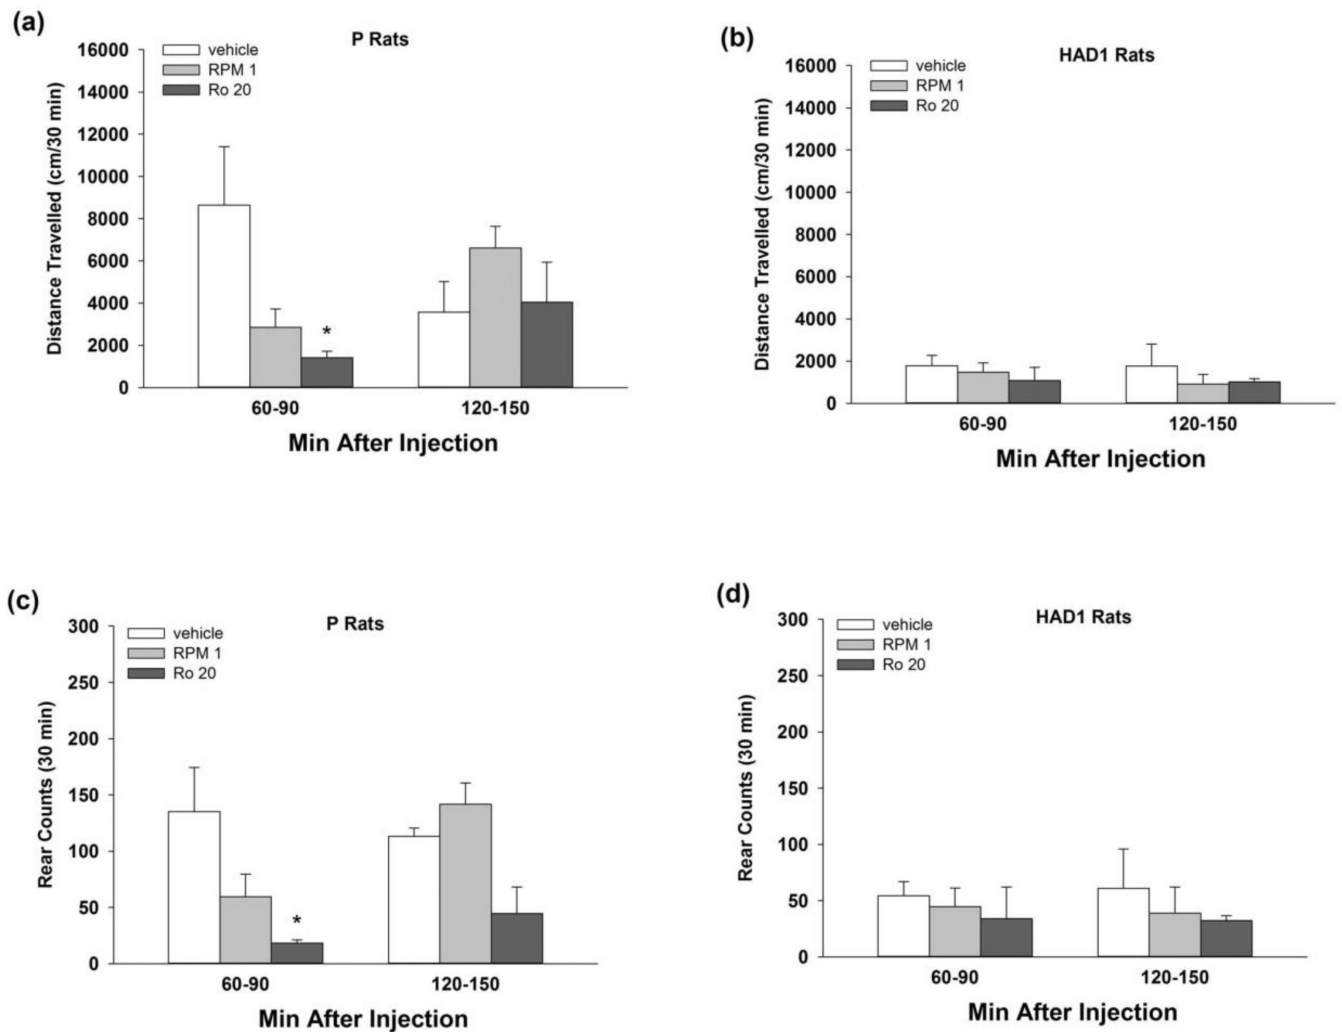 (a)
P Rats
vehicle
RPM 1
Ro 20
Distance Travelled (cm/30 min)
16000
14000
12000
10000
8000
6000
4000
2000
0
*
60-90
120-150
Min After Injection
(b)
HAD1 Rats
vehicle
RPM 1
Ro 20
Distance Travelled (cm/30 min)
16000
14000
12000
10000
8000
6000
4000
2000
0
60-90
120-150
Min After Injection
(c)
P Rats
vehicle
RPM 1
Ro 20
Rear Counts (30 min)
300
250
200
150
100
50
0
*
60-90
120-150
Min After Injection
(d)
HAD1 Rats
vehicle
RPM 1
Ro 20
Rear Counts (30 min)
300
250
200
150
100
50
0
60-90
120-150
Min After Injection